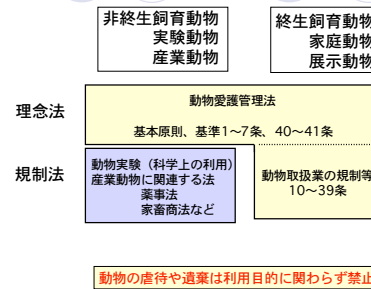 非終生飼育動物
実験動物
産業動物
終生飼育動物
家庭動物
展示動物
理念法
動物愛護管理法
基本原則、基準1~7条、40~41条
規制法
動物実験（科学上の利用)
産業動物に関連する法
薬事法
家畜商法など
動物取扱業の規制等
10~39条
動物の虐待や遺棄は利用目的に関わらず禁止